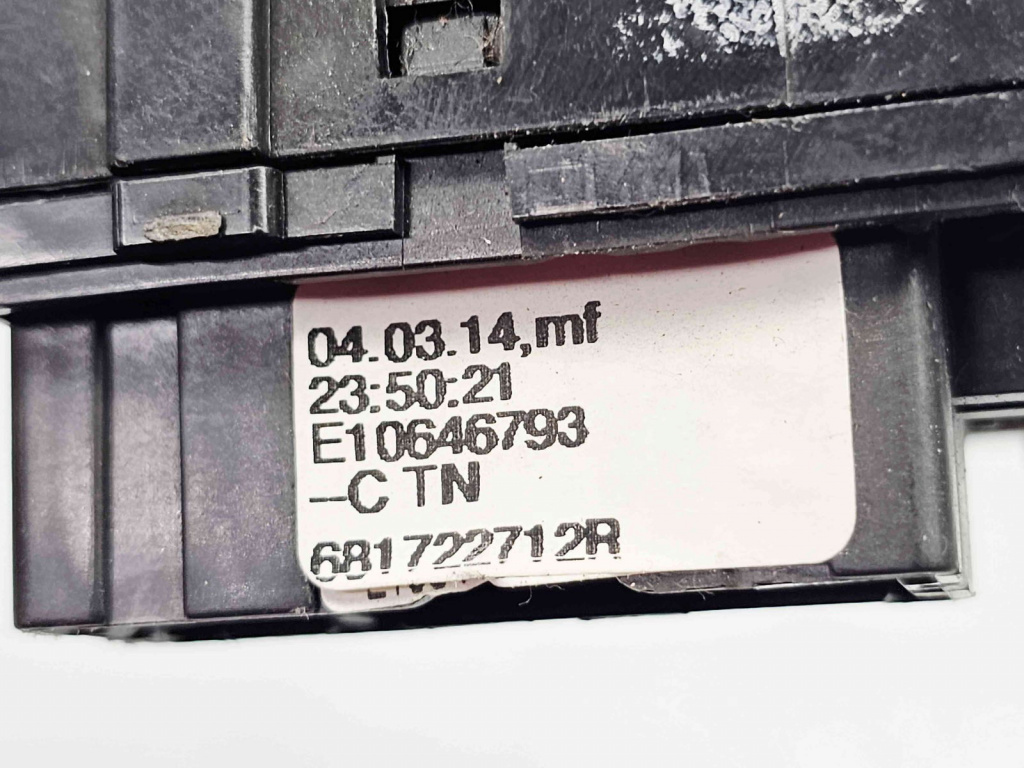 04.03.14,mf
23:50:21
E10646793
-C TN
681722712R